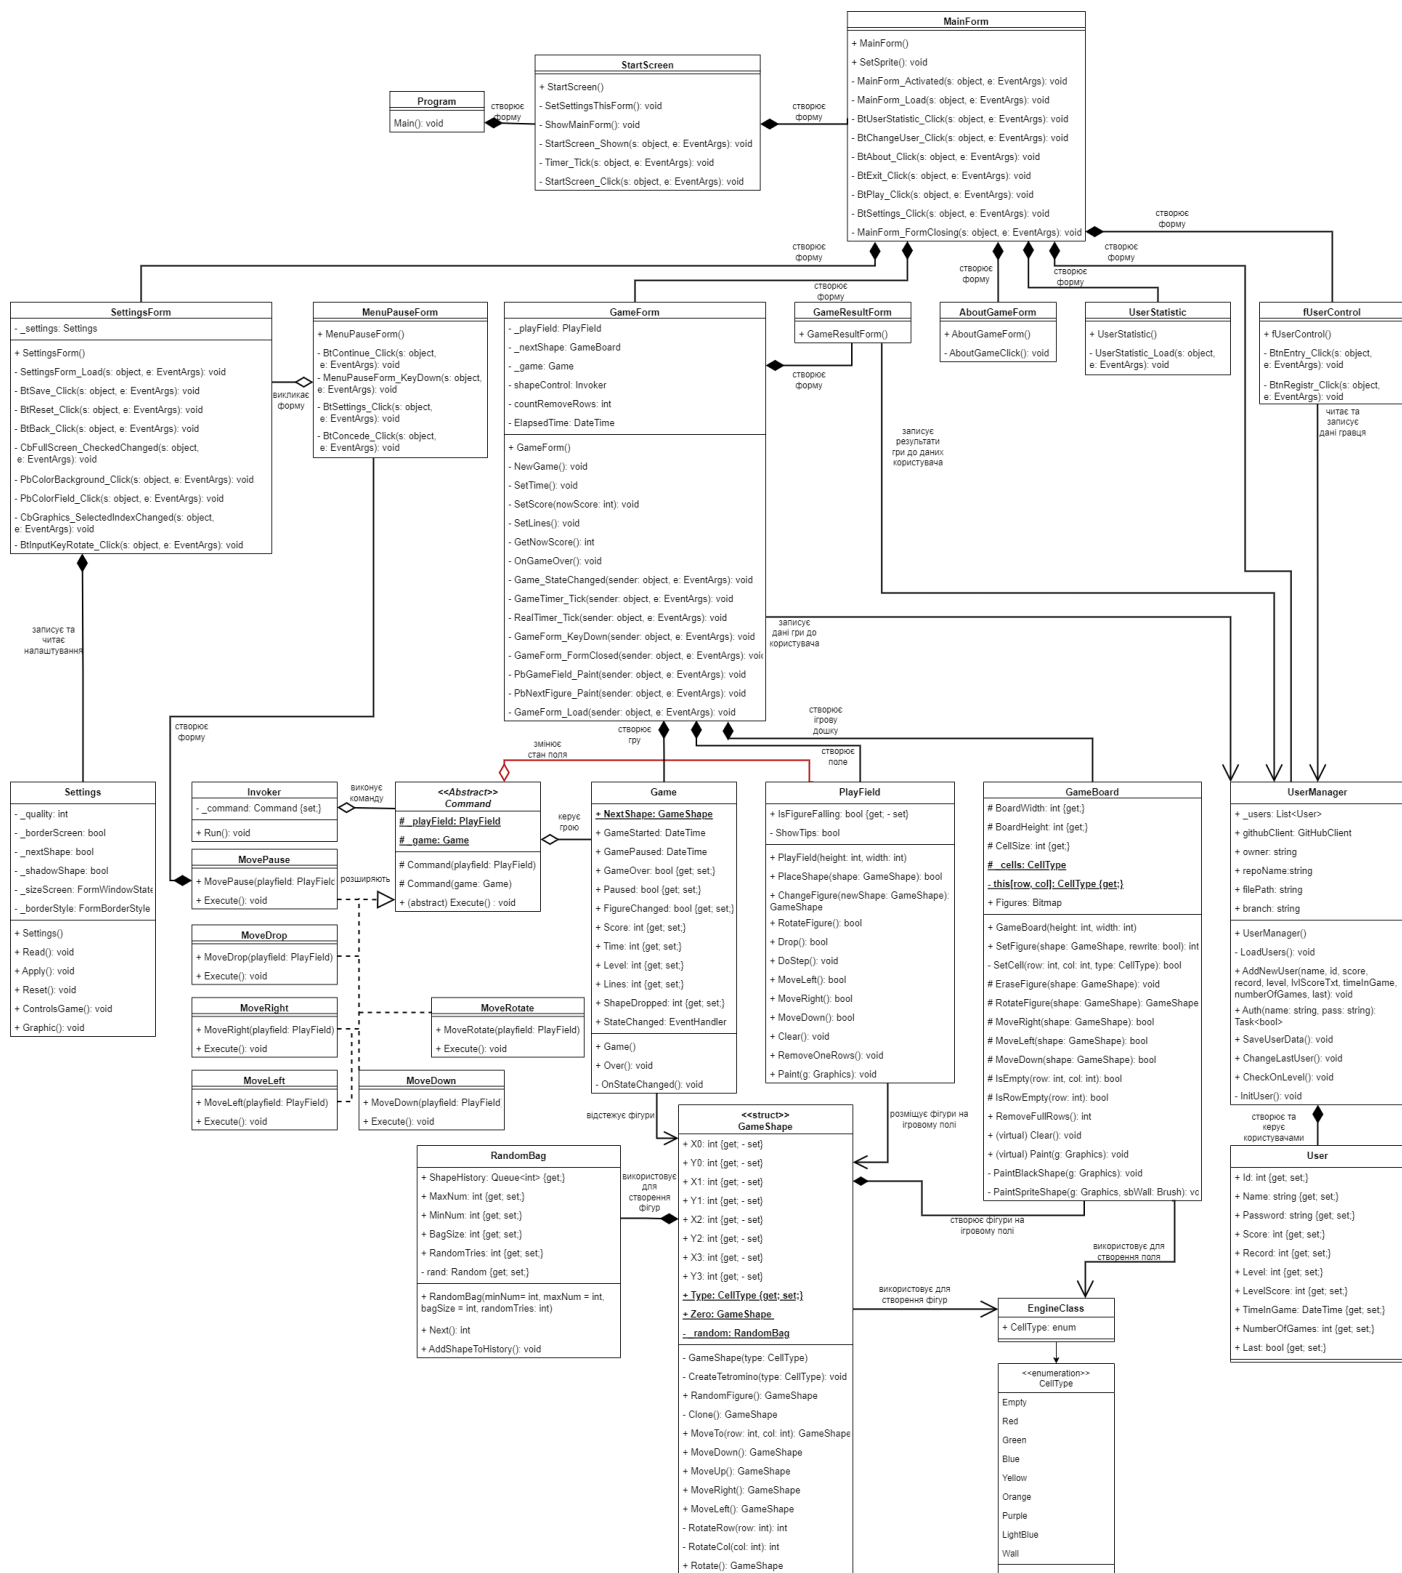 MainForm
+ MainForm()
+ SetSprite(): void
- MainForm_Activated(s: object, e: EventArgs): void
- MainForm_Load(s: object, e: EventArgs): void
- BtUserStatistic_Click(s: object, e: EventArgs): void
- BtChangeUser_Click(s: object, e: EventArgs): void
- BtAbout_Click(s: object, e: EventArgs): void
- BtExit_Click(s: object, e: EventArgs): void
- BtPlay_Click(s: object, e: EventArgs): void
- BtSettings_Click(s: object, e: EventArgs): void
- MainForm_FormClosing(s: object, e: EventArgs): void
StartScreen
+ StartScreen()
- SetSettingsThisForm(): void
- ShowMainForm(): void
- StartScreen_Shown(s: object, e: EventArgs): void
- Timer_Tick(s: object, e: EventArgs): void
- StartScreen_Click(s: object, e: EventArgs): void
Program
Main(): void
створює
форму
створює
форму
створює
форму
створює
форму
створює
форму
створює
форму
створює
форму
створює
форму
створює
форму
SettingsForm
- _settings: Settings
+ SettingsForm()
- SettingsForm_Load(s: object, e: EventArgs): void
- BtSave_Click(s: object, e: EventArgs): void
- BtReset_Click(s: object, e: EventArgs): void
- BtBack_Click(s: object, e: EventArgs): void
- CbFullScreen_CheckedChanged(s: object,
e: EventArgs): void
- PbColorBackground_Click(s: object, e: EventArgs): void
- PbColorField_Click(s: object, e: EventArgs): void
- CbGraphics_SelectedIndexChanged(s: object,
e: EventArgs): void
- BtInputKeyRotate_Click(s: object, e: EventArgs): void
викликає
форму
MenuPauseForm
+ MenuPauseForm()
- BtContinue_Click(s: object,
e: EventArgs): void
- MenuPauseForm_KeyDown(s: object,
e: EventArgs): void
- BtSettings_Click(s: object,
e: EventArgs): void
- BtConcede_Click(s: object,
e: EventArgs): void
GameForm
- _playField: PlayField
- _nextShape: GameBoard
- _game: Game
- shapeControl: Invoker
- countRemoveRows: int
- ElapsedTime: DateTime
+ GameForm()
- NewGame(): void
- SetTime(): void
- SetScore(nowScore: int): void
- SetLines(): void
- GetNowScore(): int
- OnGameOver(): void
- Game_StateChanged(sender: object, e: EventArgs): void
- GameTimer_Tick(sender: object, e: EventArgs): void
- RealTimer_Tick(sender: object, e: EventArgs): void
- GameForm_KeyDown(sender: object, e: EventArgs): void
- GameForm_FormClosed(sender: object, e: EventArgs): voic
- PbGameField_Paint(sender: object, e: EventArgs): void
- PbNextFigure_Paint(sender: object, e: EventArgs): void
- GameForm_Load(sender: object, e: EventArgs): void
GameResultForm
+ GameResultForm()
створює
форму
AboutGameForm
+ AboutGameForm()
- AboutGameClick(): void
UserStatistic
+ UserStatistic()
- UserStatistic_Load(s: object,
e: EventArgs): void
fUserControl
+ fUserControl()
- BtnEntry_Click(s: object,
e: EventArgs): void
- BtnRegistr_Click(s: object,
e: EventArgs): void
читає та
записує
дані гравця
записує
результати
гри до даних
користувача
записує
дані гри до
користувача
записує та
читає
налаштування
створює
форму
створює
гру
створює
поле
створює
ігрову
дошку
змінює
стан поля
Settings
- _quality: int
- _borderScreen: bool
- _nextShape: bool
- _shadowShape: bool
- _sizeScreen: FormWindowState
- _borderStyle: FormBorderStyle
+ Settings()
+ Read(): void
+ Apply(): void
+ Reset(): void
+ ControlsGame(): void
+ Graphic(): void
Invoker
- _command: Command {set;}
+ Run(): void
виконує
команду
MovePause
+ MovePause(playField: PlayField
+ Execute(): void
розширяють
MoveDrop
+ MoveDrop(playfield: PlayField)
+ Execute(): void
MoveRight
+ MoveRight(playfield: PlayField)
+ Execute(): void
MoveLeft
+ MoveLeft(playfield: PlayField)
+ Execute(): void
MoveRotate
+ MoveRotate(playfield: PlayField)
+ Execute(): void
MoveDown
+ MoveDown(playfield: PlayField)
+ Execute(): void
<<Abstract>>
Command
# _playField: PlayField
# _game: Game
# Command(playfield: PlayField)
# Command(game: Game)
+ (abstract) Execute() : void
керує
грою
Game
+ NextShape: GameShape
+ GameStarted: DateTime
+ GamePaused: DateTime
+ GameOver: bool {get; set;}
+ Paused: bool {get; set;}
+ FigureChanged: bool {get; set;}
+ Score: int {get; set;}
+ Time: int {get; set;}
+ Level: int {get; set;}
+ Lines: int {get; set;}
+ ShapeDropped: int {get; set;}
+ StateChanged: EventHandler
+ Game()
+ Over(): void
- OnStateChanged(): void
PlayField
+ IsFigureFalling: bool {get; - set}
- ShowTips: bool
+ PlayField(height: int, width: int)
+ PlaceShape(shape: GameShape): bool
+ ChangeFigure(newShape: GameShape):
GameShape
+ RotateFigure(): bool
+ Drop(): bool
+ DoStep(): void
+ MoveLeft(): bool
+ MoveRight(): bool
+ MoveDown(): bool
+ Clear(): void
+ RemoveOneRows(): void
+ Paint(g: Graphics): void
GameBoard
# BoardWidth: int {get;}
# BoardHeight: int {get;}
# CellSize: int {get;}
# _cells: CellType
- this[row, col]: CellType {get;}
+ Figures: Bitmap
+ GameBoard(height: int, width: int)
+ SetFigure(shape: GameShape, rewrite: bool): int
- SetCell(row: int, col: int, type: CellType): bool
# EraseFigure(shape: GameShape): void
# RotateFigure(shape: GameShape): GameShape
# MoveRight(shape: GameShape): bool
# MoveLeft(shape: GameShape): bool
# MoveDown(shape: GameShape): bool
# IsEmpty(row: int, col: int): bool
# IsRowEmpty(row: int): bool
+ RemoveFullRows(): int
+ (virtual) Clear(): void
+ (virtual) Paint(g: Graphics): void
- PaintBlackShape(g: Graphics): void
- PaintSpriteShape(g: Graphics, sbWall: Brush): vo
UserManager
- _users: List<User>
+ githubClient: GitHubClient
+ owner: string
+ repoName:string
+ filePath: string
+ branch: string
+ UserManager()
- LoadUsers(): void
+ AddNewUser(name, id, score,
record, level, lvlScoreTxt, timeInGame,
numberOfGames, last): void
+ Auth(name: string, pass: string):
Task<bool>
+ SaveUserData(): void
+ ChangeLastUser(): void
+ CheckOnLevel(): void
- InitUser(): void
створює та
керує
користувачами
User
+ Id: int {get; set;}
+ Name: string {get; set;}
+ Password: string {get; set;}
+ Score: int {get; set;}
+ Record: int {get; set;}
+ Level: int {get; set;}
+ LevelScore: int {get; set;}
+ TimeInGame: DateTime {get; set;}
+ NumberOfGames: int {get; set;}
+ Last: bool {get; set;}
відстежує фігури
розміщує фігури на
ігровому полі
створює фігури на
ігровому полі
використовує для
створення поля
використовує
для
створення
фігур
використовує для
створення фігур
RandomBag
+ ShapeHistory: Queue<int> {get;}
+ MaxNum: int {get; set;}
+ MinNum: int {get; set;}
+ BagSize: int {get; set;}
+ RandomTries: int {get; set;}
- rand: Random {get; set;}
+ RandomBag(minNum= int, maxNum = int,
bagSize = int, randomTries: int)
+ Next(): int
+ AddShapeToHistory(): void
<<struct>>
GameShape
+ X0: int {get; - set}
+ Y0: int {get; - set}
+ X1: int {get; - set}
+ Y1: int {get; - set}
+ X2: int {get; - set}
+ Y2: int {get; - set}
+ X3: int {get; - set}
+ Y3: int {get; - set}
+ Type: CellType {get; set;}
+ Zero: GameShape
- _random: RandomBag
- GameShape(type: CellType)
- CreateTetromino(type: CellType): void
+ RandomFigure(): GameShape
- Clone(): GameShape
+ MoveTo(row: int, col: int): GameShape
+ MoveDown(): GameShape
+ MoveUp(): GameShape
+ MoveRight(): GameShape
+ MoveLeft(): GameShape
- RotateRow(row: int): int
- RotateCol(col: int): int
+ Rotate(): GameShape
EngineClass
+ CellType: enum
<<enumeration>>
CellType
Empty
Red
Green
Blue
Yellow
Orange
Purple
LightBlue
Wall